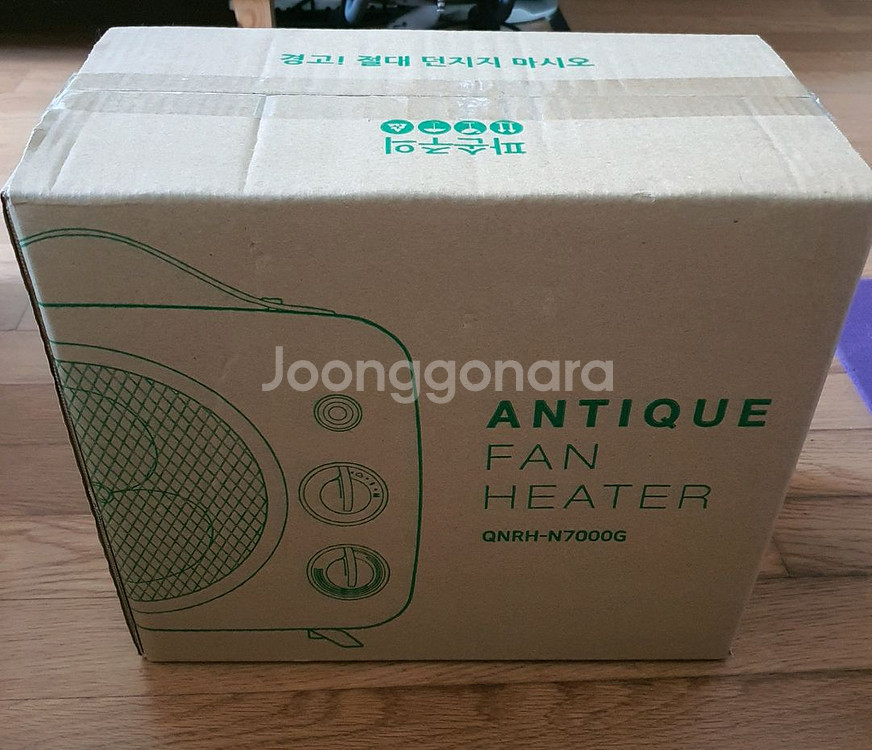 경고! 절대 던지지 마시오
파손주의
Joonggonara
ANTIQUE
FAN
HEATER
QNRH-N7000G